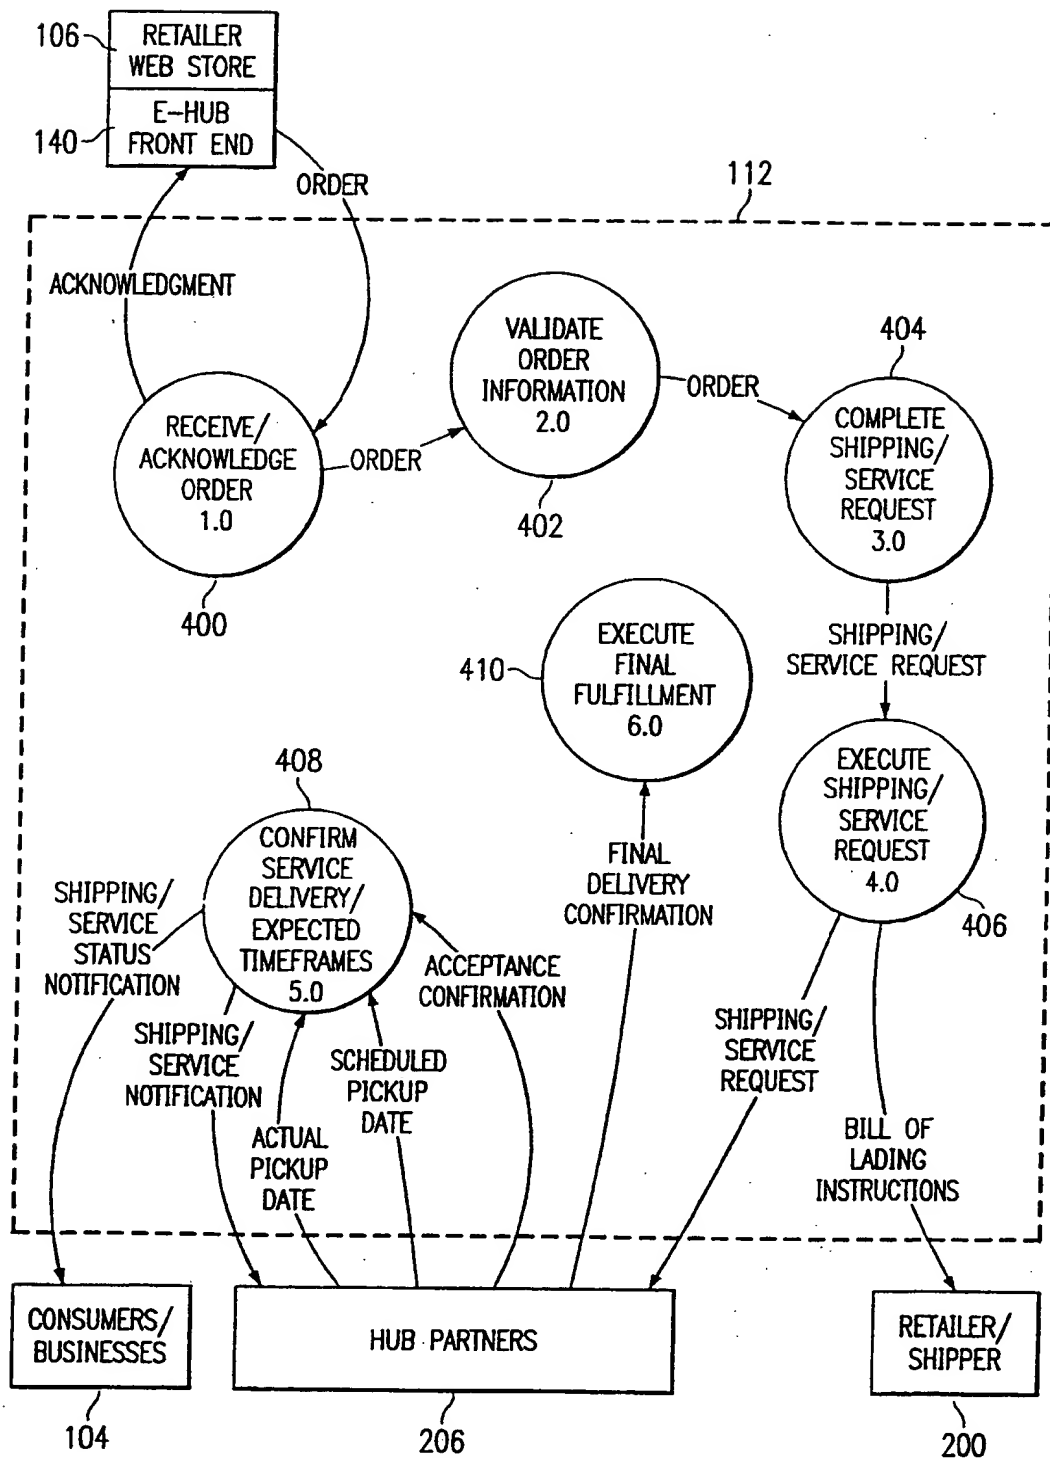 106
RETAILER
WEB STORE
140
E-HUB
FRONT END
ORDER
112
ACKNOWLEDGMENT
RECEIVE/
ACKNOWLEDGE
ORDER
1.0
400
ORDER
VALIDATE
ORDER
INFORMATION
2.0
402
ORDER
404
COMPLETE
SHIPPING/
SERVICE
REQUEST
3.0
SHIPPING/
SERVICE REQUEST
410
EXECUTE
FINAL
FULFILLMENT
6.0
EXECUTE
SHIPPING/
SERVICE
REQUEST
4.0
406
408
CONFIRM
SERVICE
DELIVERY/
EXPECTED
TIMEFRAMES
5.0
FINAL
DELIVERY
CONFIRMATION
SHIPPING/
SERVICE
STATUS
NOTIFICATION
ACCEPTANCE
CONFIRMATION
SHIPPING/
SERVICE
NOTIFICATION
SCHEDULED
PICKUP
DATE
SHIPPING/
SERVICE
REQUEST
ACTUAL
PICKUP
DATE
BILL OF
LADING
INSTRUCTIONS
CONSUMERS/
BUSINESSES
104
HUB PARTNERS
206
RETAILER/
SHIPPER
200